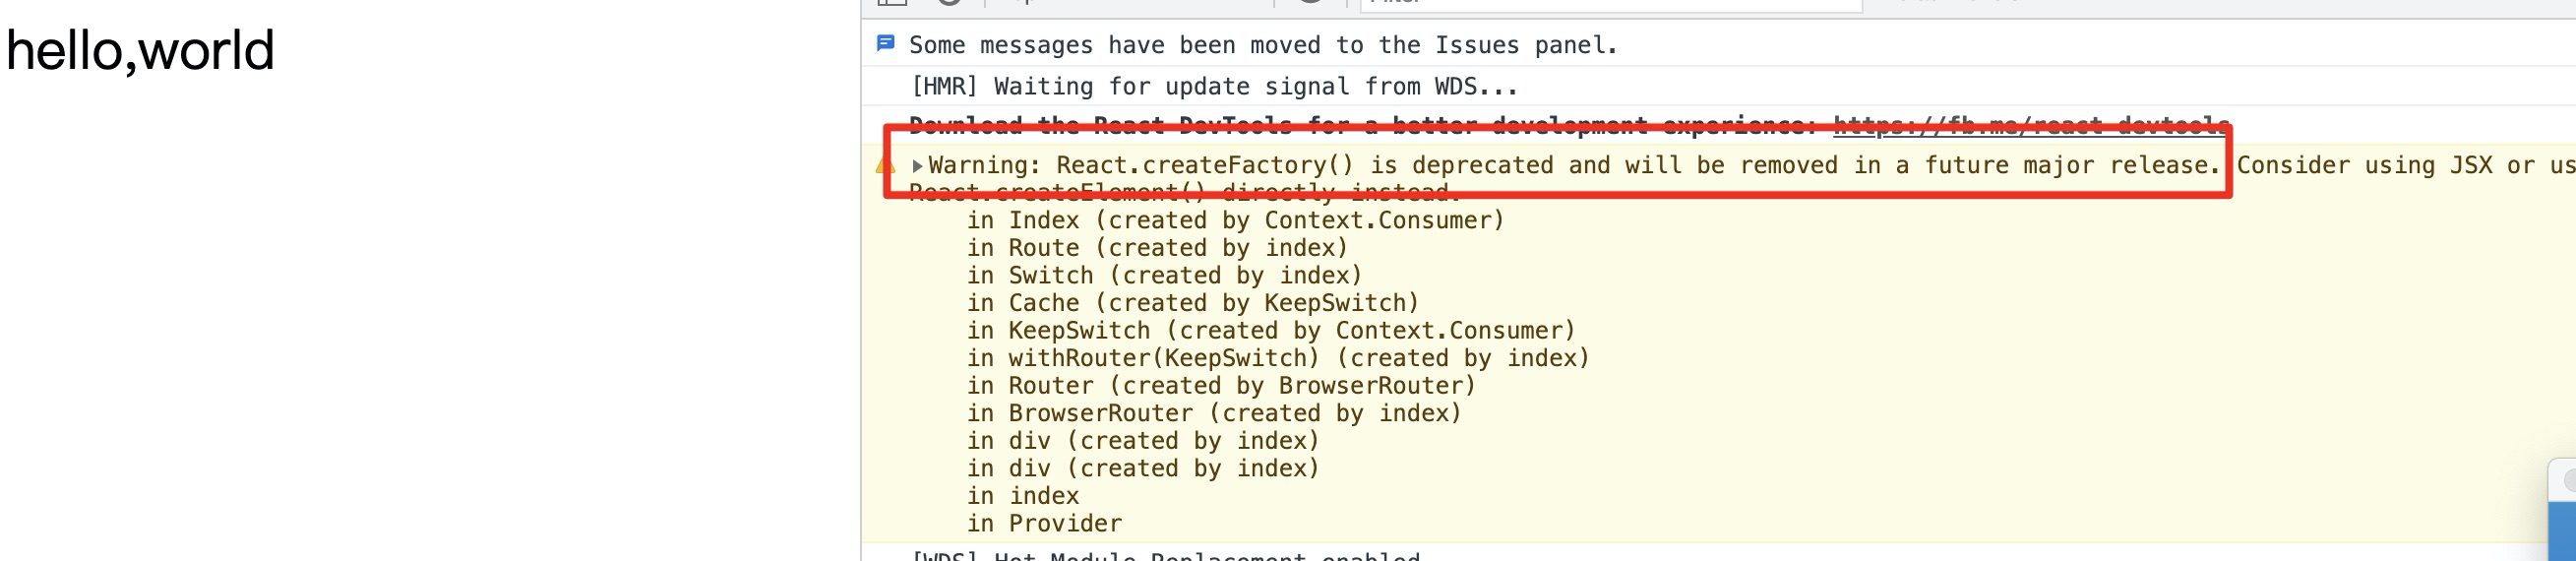 hello,world
Some messages have been moved to the Issues panel.
[HMR] Waiting for update signal from WDS...
Download the React DevTools for a better development experience: https://fb.me/react-devtools
Warning: React.createFactory() is deprecated and will be removed in a future major release. Consider using JSX or us
React.createElement() directly instead.
in Index (created by Context.Consumer)
in Route (created by index)
in Switch (created by index)
in Cache (created by KeepSwitch)
in KeepSwitch (created by Context.Consumer)
in withRouter(KeepSwitch) (created by index)
in Router (created by BrowserRouter)
in BrowserRouter (created by index)
in div (created by index)
in div (created by index)
in index
in Provider
[WDS] Hot Module Replacement enabled